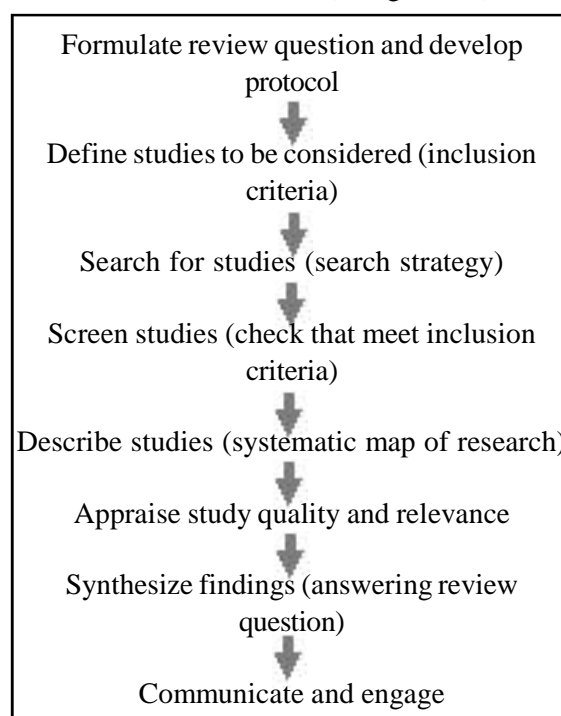 Formulate review question and develop
protocol
Define studies to be considered (inclusion
criteria)
Search for studies (search strategy)
Screen studies (check that meet inclusion
criteria)
Describe studies (systematic map of research)
Appraise study quality and relevance
Synthesize findings (answering review
question)
Communicate and engage